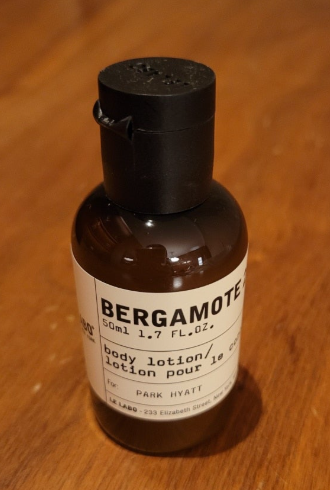 BERGAMOTE
50ml 1.7 FL.OZ.
body lotion/
lotion pour le
For
PARK HYATT
LE LABO - 233 Elizabeth Street, New